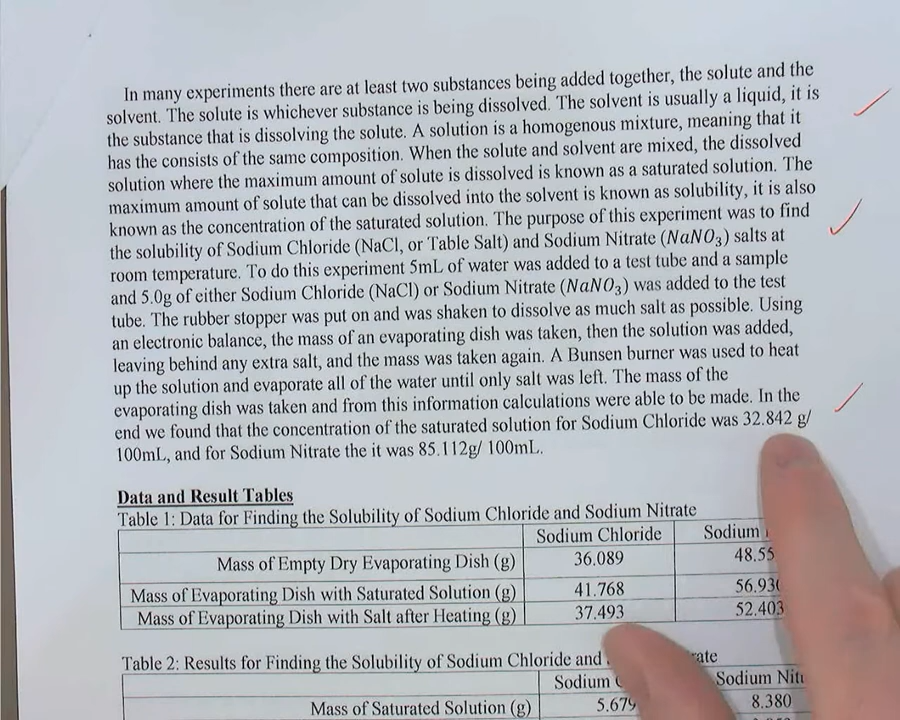 In many experiments there are at least two substances being added together, the solute and the
solvent. The solute is whichever substance is being dissolved. The solvent is usually a liquid, it is
the substance that is dissolving the solute. A solution is a homogenous mixture, meaning that it
has the consists of the same composition. When the solute and solvent are mixed, the dissolved
solution where the maximum amount of solute is dissolved is known as a saturated solution. The
maximum amount of solute that can be dissolved into the solvent is known as solubility, it is also
known as the concentration of the saturated solution. The purpose of this experiment was to find
the solubility of Sodium Chloride (NaCl, or Table Salt) and Sodium Nitrate (NaNO₃) salts at
room temperature. To do this experiment 5mL of water was added to a test tube and a sample
and 5.0g of either Sodium Chloride (NaCl) or Sodium Nitrate (NaNO₃) was added to the test
tube. The rubber stopper was put on and was shaken to dissolve as much salt as possible. Using
an electronic balance, the mass of an evaporating dish was taken, then the solution was added,
leaving behind any extra salt, and the mass was taken again. A Bunsen burner was used to heat
up the solution and evaporate all of the water until only salt was left. The mass of the
evaporating dish was taken and from this information calculations were able to be made. In the
end we found that the concentration of the saturated solution for Sodium Chloride was 32.842 g/
100mL, and for Sodium Nitrate the it was 85.112g/ 100mL.
Data and Result Tables
Table 1: Data for Finding the Solubility of Sodium Chloride and Sodium Nitrate
Sodium Chloride Sodium
Mass of Empty Dry Evaporating Dish (g) 36.089 48.55
Mass of Evaporating Dish with Saturated Solution (g) 41.768 56.93
Mass of Evaporating Dish with Salt after Heating (g) 37.493 52.403
Table 2: Results for Finding the Solubility of Sodium Chloride and
Sodium Sodium
Mass of Saturated Solution (g) 5.679 8.380